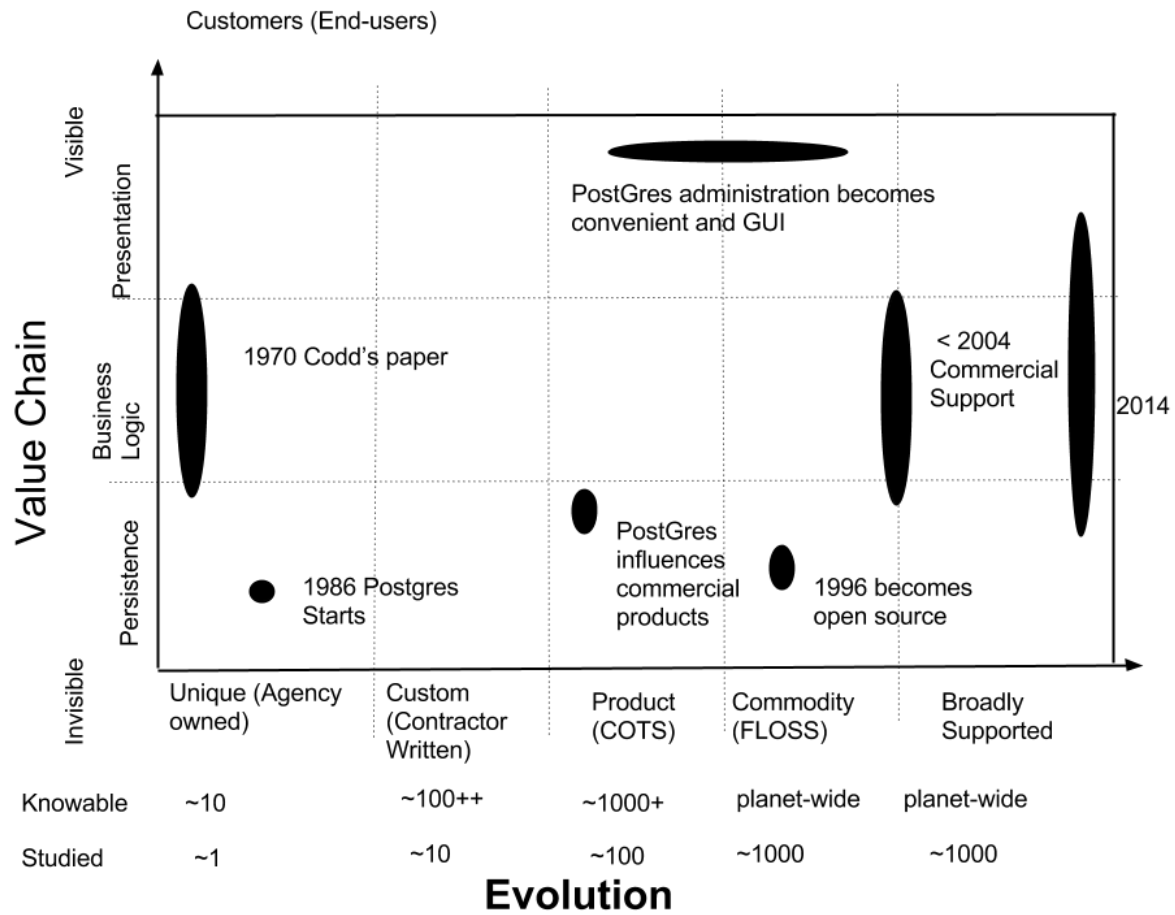 Customers (End-users)
Visible
Presentation
PostGres administration becomes
convenient and GUI
Value Chain
Business
Logic
1970 Codd's paper
< 2004
Commercial
Support
2014
Persistence
1986 Postgres
Starts
PostGres
influences
commercial
products
1996 becomes
open source
Invisible
Unique (Agency
owned)
Custom
(Contractor
Written)
Product
(COTS)
Commodity
(FLOSS)
Broadly
Supported
Knowable ~10 ~100++ ~1000+ planet-wide planet-wide
Studied ~1 ~10 ~100 ~1000 ~1000
Evolution